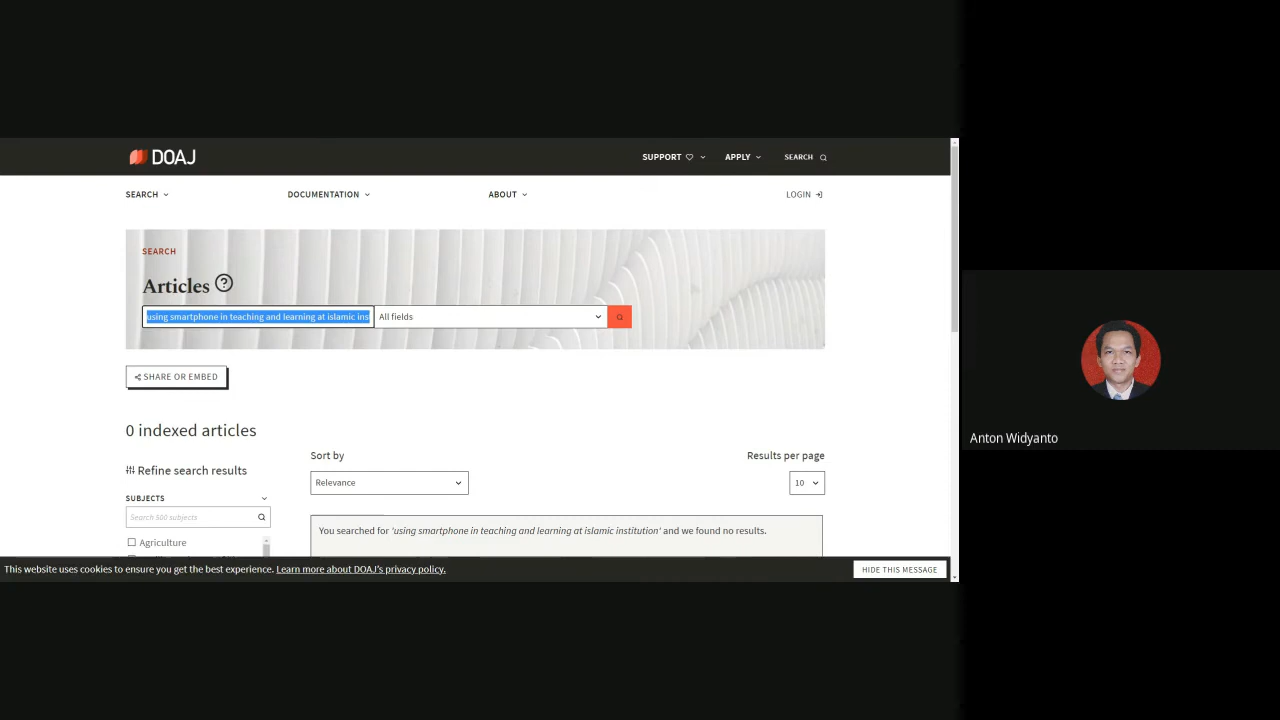 DOAJ
SUPPORT
APPLY
SEARCH
SEARCH
DOCUMENTATION
ABOUT
LOGIN
SEARCH
Articles ?
using smartphone in teaching and learning at islamic ins
All fields
SHARE OR EMBED
0 indexed articles
Sort by
Results per page
Refine search results
Relevance
10
SUBJECTS
Search 500 subjects
You searched for 'using smartphone in teaching and learning at islamic institution' and we found no results.
Agriculture
This website uses cookies to ensure you get the best experience. Learn more about DOAJ's privacy policy.
HIDE THIS MESSAGE
Anton Widyanto